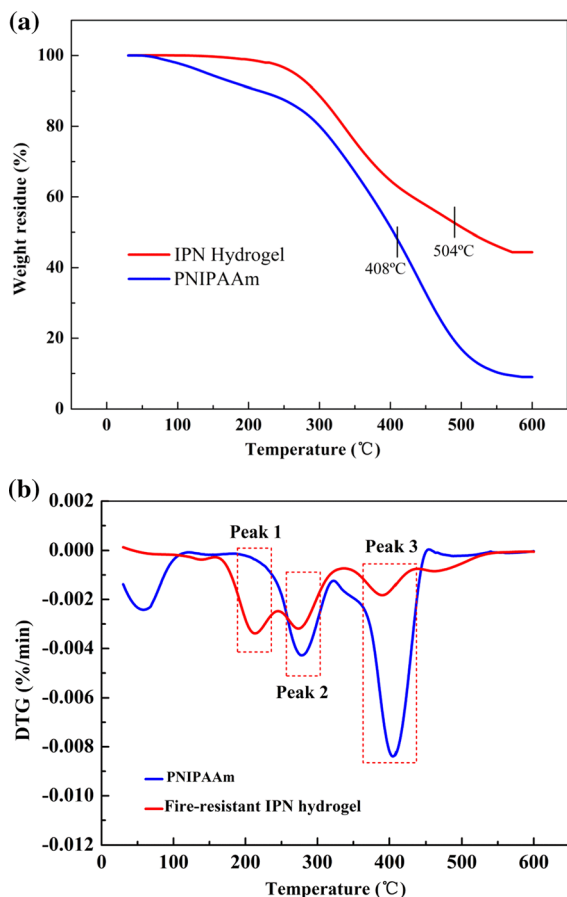 (a)
100
80
60
40
20
0
Weight residue (%)
504ºC
408ºC
IPN Hydrogel
PNIPAAm
0 100 200 300 400 500 600
Temperature (℃)
(b)
0.002
0.000
-0.002
-0.004
-0.006
-0.008
-0.010
-0.012
DTG (%/min)
Peak 1
Peak 3
Peak 2
PNIPAAm
Fire-resistant IPN hydrogel
0 100 200 300 400 500 600
Temperature (℃)